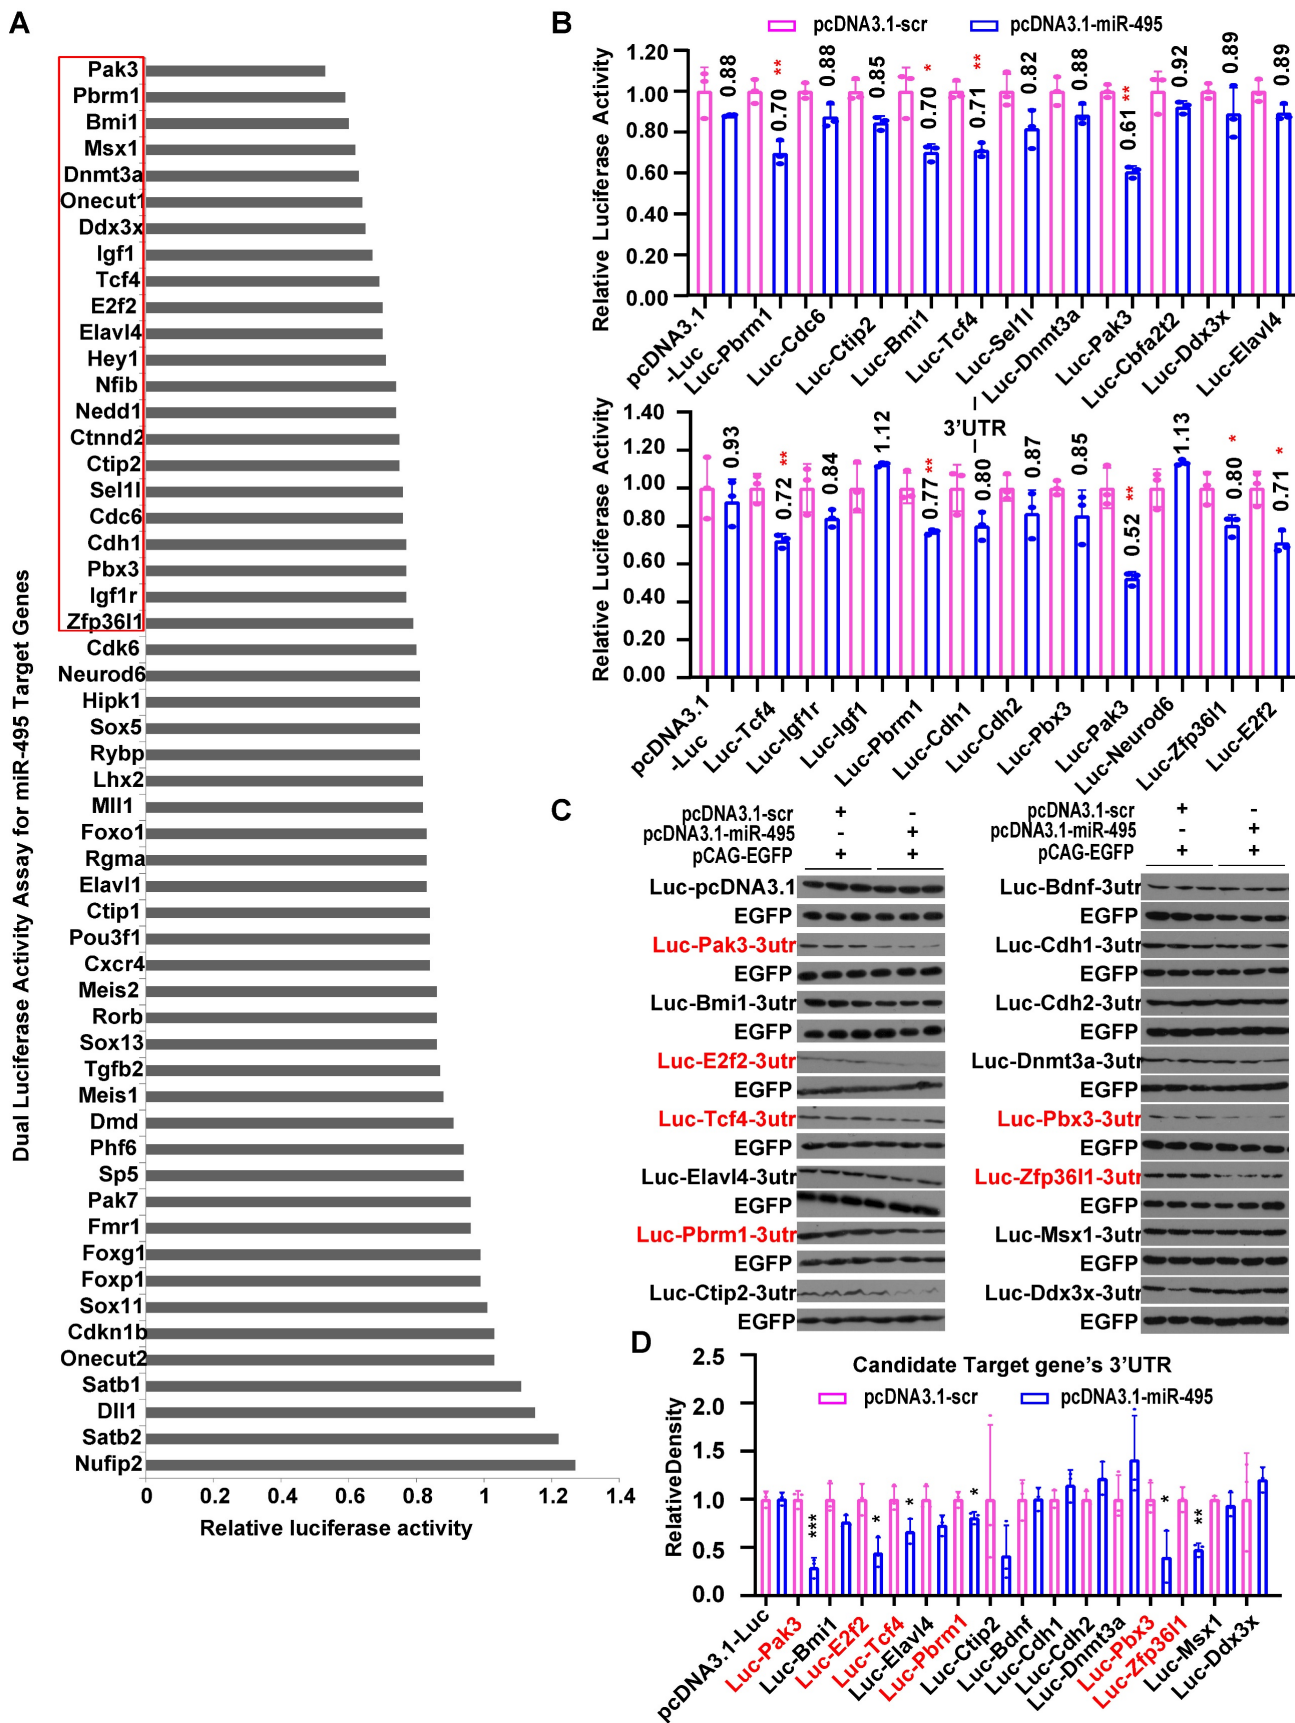 A
Dual Luciferase Activity Assay for miR-495 Target Genes
Pak3
Pbrm1
Bmi1
Msx1
Dnmt3a
Onecut1
Ddx3x
Igf1
Tcf4
E2f2
Elavl4
Hey1
Nfib
Nedd1
Ctnnd2
Ctip2
Sel1l
Cdc6
Cdh1
Pbx3
Igf1r
Zfp36l1
Cdk6
Neurod6
Hipk1
Sox5
Rybp
Lhx2
Mll1
Foxo1
Rgma
Elavl1
Ctip1
Pou3f1
Cxcr4
Meis2
Rorb
Sox13
Tgfb2
Meis1
Dmd
Phf6
Sp5
Pak7
Fmr1
Foxg1
Foxp1
Sox11
Cdkn1b
Onecut2
Satb1
Dll1
Satb2
Nufip2
0 0.2 0.4 0.6 0.8 1 1.2 1.4
Relative luciferase activity
B
pcDNA3.1-scr pcDNA3.1-miR-495
Relative Luciferase Activity
1.20
1.00
0.80
0.60
0.40
0.20
0.00
0.88 0.70 ** 0.88 0.85 0.70 * 0.71 ** 0.82 0.88 0.61 ** 0.92 0.89 0.89
pcDNA3.1
-Luc
Luc-Pbrm1
Luc-Cdc6
Luc-Ctip2
Luc-Bmi1
Luc-Tcf4
Luc-Sel1l
Luc-Dnmt3a
Luc-Pak3
Luc-Cbfa2t2
Luc-Ddx3x
Luc-Elavl4
3'UTR
Relative Luciferase Activity
1.40
1.20
1.00
0.80
0.60
0.40
0.20
0.00
0.93 0.72 ** 0.84 1.12 0.77 ** 0.80 0.87 0.85 0.52 ** 1.13 0.80 * 0.71 *
pcDNA3.1
-Luc
Luc-Tcf4
Luc-Igf1r
Luc-Igf1
Luc-Pbrm1
Luc-Cdh1
Luc-Cdh2
Luc-Pbx3
Luc-Pak3
Luc-Neurod6
Luc-Zfp36l1
Luc-E2f2
C
pcDNA3.1-scr + -
pcDNA3.1-miR-495 - +
pCAG-EGFP + +
Luc-pcDNA3.1
EGFP
Luc-Pak3-3utr
EGFP
Luc-Bmi1-3utr
EGFP
Luc-E2f2-3utr
EGFP
Luc-Tcf4-3utr
EGFP
Luc-Elavl4-3utr
EGFP
Luc-Pbrm1-3utr
EGFP
Luc-Ctip2-3utr
EGFP
pcDNA3.1-scr + -
pcDNA3.1-miR-495 - +
pCAG-EGFP + +
Luc-Bdnf-3utr
EGFP
Luc-Cdh1-3utr
EGFP
Luc-Cdh2-3utr
EGFP
Luc-Dnmt3a-3utr
EGFP
Luc-Pbx3-3utr
EGFP
Luc-Zfp36l1-3utr
EGFP
Luc-Msx1-3utr
EGFP
Luc-Ddx3x-3utr
EGFP
D
Candidate Target gene's 3'UTR
pcDNA3.1-scr pcDNA3.1-miR-495
RelativeDensity
2.5
2.0
1.5
1.0
0.5
0.0
*** * * * * **
pcDNA3.1-Luc
Luc-Pak3
Luc-Bmi1
Luc-E2f2
Luc-Tcf4
Luc-Elavl4
Luc-Pbrm1
Luc-Ctip2
Luc-Bdnf
Luc-Cdh1
Luc-Cdh2
Luc-Dnmt3a
Luc-Pbx3
Luc-Zfp36l1
Luc-Msx1
Luc-Ddx3x